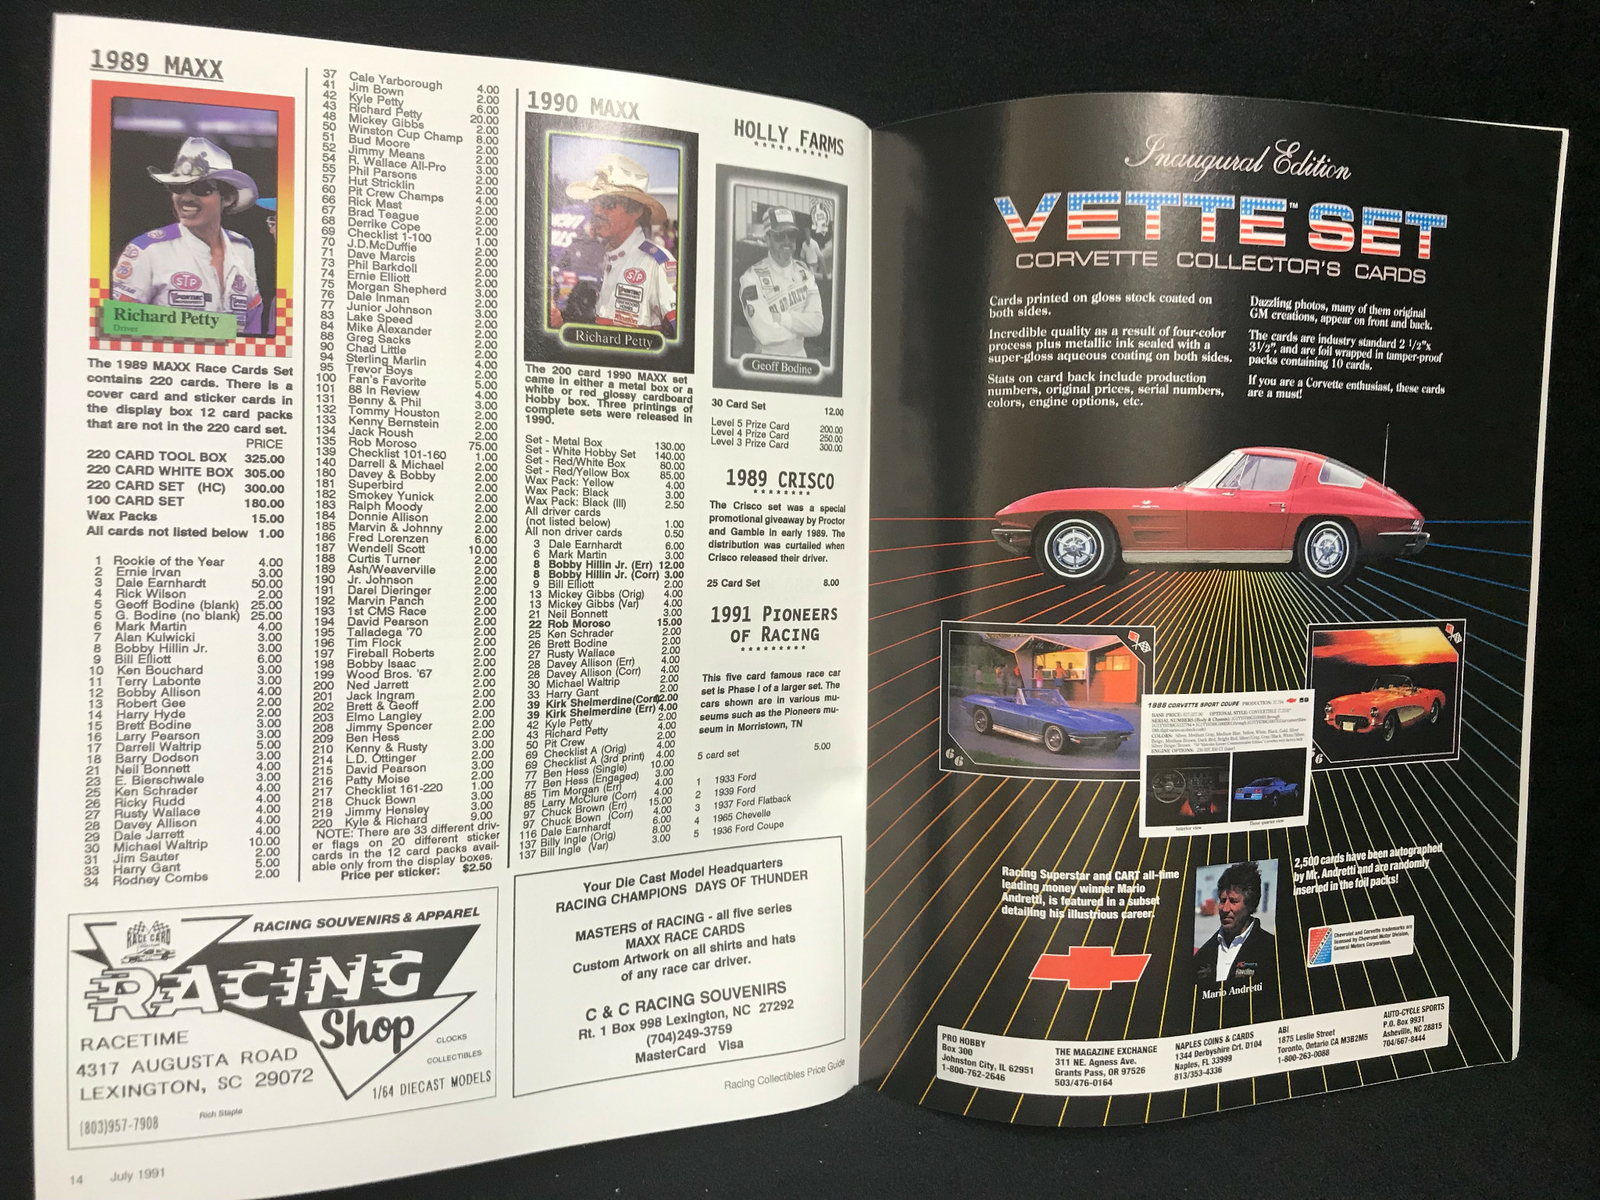 1989 MAXX
Richard Petty
Driver
The 1989 MAXX Race Cards Set
contains 220 cards. There is a
cover card and sticker cards in
the display box 12 card packs
that are not in the 220 card set.
PRICE
220 CARD TOOL BOX 325.00
220 CARD WHITE BOX 305.00
220 CARD SET (HC) 300.00
100 CARD SET 180.00
Wax Packs 15.00
All cards not listed below 1.00
1 Rookie of the Year 4.00
2 Ernie Irvan 3.00
3 Dale Earnhardt 50.00
4 Rick Wilson 2.00
5 Geoff Bodine (blank) 25.00
5 G. Bodine (no blank) 25.00
6 Mark Martin 4.00
7 Alan Kulwicki 3.00
8 Bobby Hillin Jr. 3.00
9 Bill Elliott 6.00
10 Ken Bouchard 3.00
11 Terry Labonte 3.00
12 Bobby Allison 4.00
13 Robert Gee 2.00
14 Harry Hyde 2.00
15 Brett Bodine 3.00
16 Larry Pearson 3.00
17 Darrell Waltrip 5.00
18 Barry Dodson 2.00
21 Neil Bonnett 4.00
23 E. Bierschwale 3.00
25 Ken Schrader 4.00
26 Ricky Rudd 4.00
27 Rusty Wallace 4.00
28 Davey Allison 4.00
29 Dale Jarrett 4.00
30 Michael Waltrip 10.00
31 Jim Sauter 2.00
33 Harry Gant 5.00
34 Rodney Combs 2.00
37 Cale Yarborough 4.00
41 Jim Bown 2.00
42 Kyle Petty 6.00
43 Richard Petty 20.00
48 Mickey Gibbs 2.00
50 Winston Cup Champ 8.00
51 Bud Moore 2.00
52 Jimmy Means 2.00
54 R. Wallace All-Pro 3.00
55 Phil Parsons 2.00
57 Hut Stricklin 2.00
60 Pit Crew Champs 4.00
66 Rick Mast 2.00
67 Brad Teague 2.00
68 Derrike Cope 2.00
69 Checklist 1-100 1.00
70 J.D.McDuffie 2.00
71 Dave Marcis 2.00
73 Phil Barkdoll 2.00
74 Ernie Elliott 2.00
75 Morgan Shepherd 3.00
76 Dale Inman 2.00
77 Junior Johnson 3.00
83 Lake Speed 2.00
84 Mike Alexander 2.00
88 Greg Sacks 2.00
90 Chad Little 2.00
94 Sterling Marlin 4.00
95 Trevor Boys 2.00
100 Fan's Favorite 5.00
101 88 in Review 4.00
131 Benny & Phil 3.00
132 Tommy Houston 2.00
133 Kenny Bernstein 2.00
134 Jack Roush 2.00
135 Rob Moroso 75.00
139 Checklist 101-160 1.00
140 Darrell & Michael 2.00
180 Davey & Bobby 2.00
181 Superbird 2.00
182 Smokey Yunick 2.00
183 Ralph Moody 2.00
184 Donnie Allison 2.00
185 Marvin & Johnny 2.00
186 Fred Lorenzen 6.00
187 Wendell Scott 10.00
188 Curtis Turner 2.00
189 Ash/Weaverville 2.00
190 Jr. Johnson 2.00
191 Darel Dieringer 2.00
192 Marvin Panch 2.00
193 1st CMS Race 2.00
194 David Pearson 2.00
195 Talladega '70 2.00
196 Tim Flock 2.00
197 Fireball Roberts 2.00
198 Bobby Isaac 2.00
199 Wood Bros. '67 2.00
200 Ned Jarrett 2.00
201 Jack Ingram 2.00
202 Brett & Geoff 2.00
203 Elmo Langley 2.00
208 Jimmy Spencer 2.00
209 Ben Hess 2.00
210 Kenny & Rusty 3.00
214 L.D. Ottinger 2.00
215 David Pearson 3.00
216 Patty Moise 2.00
217 Checklist 161-220 1.00
218 Chuck Bown 3.00
219 Jimmy Hensley 3.00
220 Kyle & Richard 9.00
NOTE: There are 33 different driv-
er flags on 20 different sticker
cards in the 12 card packs avail-
able only from the display boxes.
Price per sticker: $2.50
1990 MAXX
Richard Petty
The 200 card 1990 MAXX set
came in either a metal box or a
white or red glossy cardboard
Hobby box. Three printings of
complete sets were released in
1990.
Set - Metal Box 130.00
Set - White Hobby Set 140.00
Set - Red/White Box 80.00
Set - Red/Yellow Box 85.00
Wax Pack: Yellow 4.00
Wax Pack: Black 3.00
Wax Pack: Black (III) 2.50
All driver cards
(not listed below) 1.00
All non driver cards 0.50
3 Dale Earnhardt 6.00
6 Mark Martin 3.00
8 Bobby Hillin Jr. (Err) 12.00
8 Bobby Hillin Jr. (Corr) 3.00
9 Bill Elliott 2.00
13 Mickey Gibbs (Orig) 4.00
13 Mickey Gibbs (Var) 4.00
21 Neil Bonnett 3.00
22 Rob Moroso 15.00
25 Ken Schrader 2.00
26 Brett Bodine 2.00
27 Rusty Wallace 2.00
28 Davey Allison (Err) 4.00
28 Davey Allison (Corr) 4.00
30 Michael Waltrip 2.00
33 Harry Gant 2.00
39 Kirk Shelmerdine(Corr)12.00
39 Kirk Shelmerdine (Err) 4.00
42 Kyle Petty 2.00
43 Richard Petty 4.00
50 Pit Crew 2.00
69 Checklist A (Orig) 4.00
69 Checklist A (3rd print) 4.00
77 Ben Hess (Single) 10.00
77 Ben Hess (Engaged) 3.00
85 Tim Morgan (Err) 4.00
85 Larry McClure (Cor) 4.00
97 Chuck Brown (Err) 15.00
97 Chuck Bown (Corr) 4.00
116 Dale Earnhardt 6.00
137 Billy Ingle (Orig) 8.00
137 Bill Ingle (Var) 3.00
HOLLY FARMS
**********
Geoff Bodine
30 Card Set 12.00
Level 5 Prize Card 200.00
Level 4 Prize Card 250.00
Level 3 Prize Card 300.00
1989 CRISCO
********
The Crisco set was a special
promotional giveaway by Proctor
and Gamble in early 1989. The
distribution was curtailed when
Crisco released their driver.
25 Card Set 8.00
1991 PIONEERS
OF RACING
**********
This five card famous race car
set is Phase I of a larger set. The
cars shown are in various mu-
seums such as the Pioneers mu-
seum in Morristown, TN
5 card set 5.00
1 1933 Ford
2 1939 Ford
3 1937 Ford Flatback
4 1965 Chevelle
5 1936 Ford Coupe
RACE CARD
RACING SOUVENIRS & APPAREL
RACING
Shop
RACETIME
4317 AUGUSTA ROAD
LEXINGTON, SC 29072
CLOCKS
COLLECTIBLES
1/64 DIECAST MODELS
Rich Staple
(803)957-7908
Your Die Cast Model Headquarters
RACING CHAMPIONS DAYS OF THUNDER
MASTERS of RACING - all five series
MAXX RACE CARDS
Custom Artwork on all shirts and hats
of any race car driver.
C & C RACING SOUVENIRS
Rt. 1 Box 998 Lexington, NC 27292
(704)249-3759
MasterCard Visa
Racing Collectibles Price Guide
14 July 1991
Inaugural Edition
VETTE™ SET
CORVETTE COLLECTOR'S CARDS
Cards printed on gloss stock coated on
both sides.
Incredible quality as a result of four-color
process plus metallic ink sealed with a
super-gloss aqueous coating on both sides.
Stats on card back include production
numbers, original prices, serial numbers,
colors, engine options, etc.
Dazzling photos, many of them original
GM creations, appear on front and back.
The cards are industry standard 2 1/2"x
3 1/2", and are foil wrapped in tamper-proof
packs containing 10 cards.
If you are a Corvette enthusiast, these cards
are a must!
66
56
1988 CORVETTE SPORT COUPE
Interior view
Three quarter view
Racing Superstar and CART all-time
leading money winner Mario
Andretti, is featured in a subset
detailing his illustrious career.
Mario Andretti
2,500 cards have been autographed
by Mr. Andretti and are randomly
inserted in the foil packs!
Chevrolet and Corvette trademarks are
licensed by Chevrolet Motor Division,
General Motors Corporation.
PRO HOBBY
Box 300
Johnston City, IL 62951
1-800-762-2646
THE MAGAZINE EXCHANGE
311 NE. Agness Ave.
Grants Pass, OR 97526
503/476-0164
NAPLES COINS & CARDS
1344 Derbyshire Crt. D104
Naples, FL 33999
813/353-4336
ABI
1875 Leslie Street
Toronto, Ontario CA M3B2M5
1-800-263-0088
AUTO-CYCLE SPORTS
P.O. Box 9931
Asheville, NC 28815
704/667-8444